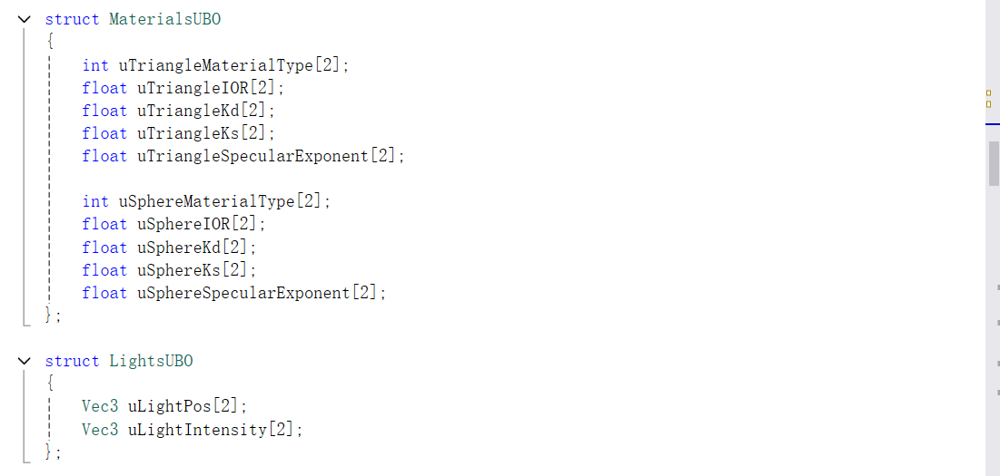 struct MaterialsUBO
{
int uTriangleMaterialType[2];
float uTriangleIOR[2];
float uTriangleKd[2];
float uTriangleKs[2];
float uTriangleSpecularExponent[2];
int uSphereMaterialType[2];
float uSphereIOR[2];
float uSphereKd[2];
float uSphereKs[2];
float uSphereSpecularExponent[2];
};
struct LightsUBO
{
Vec3 uLightPos[2];
Vec3 uLightIntensity[2];
};